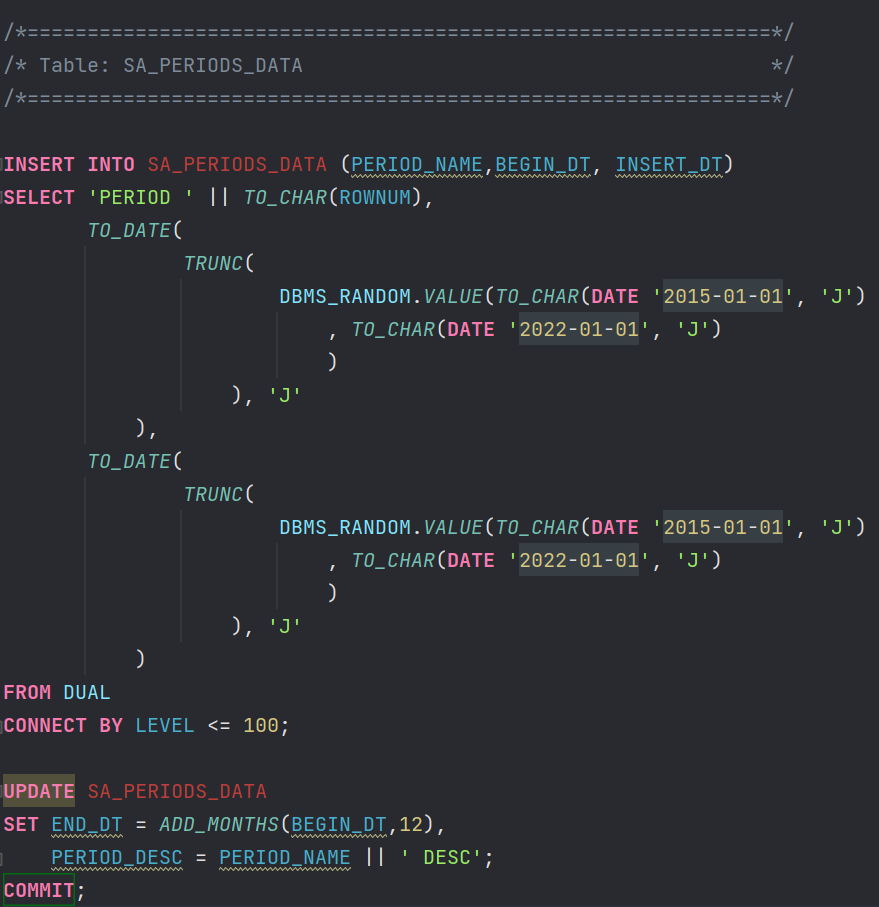 /*==============================================================*/
/* Table: SA_PERIODS_DATA                                       */
/*==============================================================*/

INSERT INTO SA_PERIODS_DATA (PERIOD_NAME,BEGIN_DT, INSERT_DT)
SELECT 'PERIOD ' || TO_CHAR(ROWNUM),
       TO_DATE(
               TRUNC(
                       DBMS_RANDOM.VALUE(TO_CHAR(DATE '2015-01-01', 'J')
                           , TO_CHAR(DATE '2022-01-01', 'J')
                           )
                   ), 'J'
           ),
       TO_DATE(
               TRUNC(
                       DBMS_RANDOM.VALUE(TO_CHAR(DATE '2015-01-01', 'J')
                           , TO_CHAR(DATE '2022-01-01', 'J')
                           )
                   ), 'J'
           )
FROM DUAL
CONNECT BY LEVEL <= 100;

UPDATE SA_PERIODS_DATA
SET END_DT = ADD_MONTHS(BEGIN_DT,12),
    PERIOD_DESC = PERIOD_NAME || ' DESC';
COMMIT;